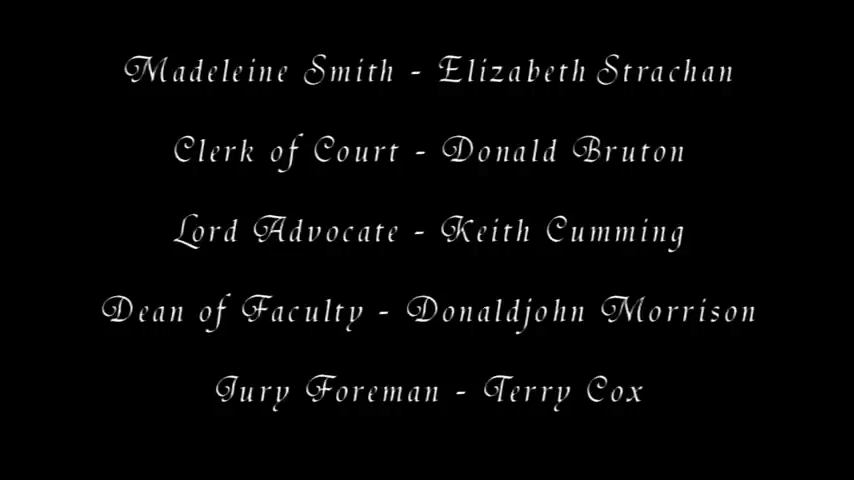 Madeleine Smith - Elizabeth Strachan
Clerk of Court - Donald Bruton
Lord Advocate - Keith Cumming
Dean of Faculty - Donaldjohn Morrison
Jury Foreman - Terry Cox